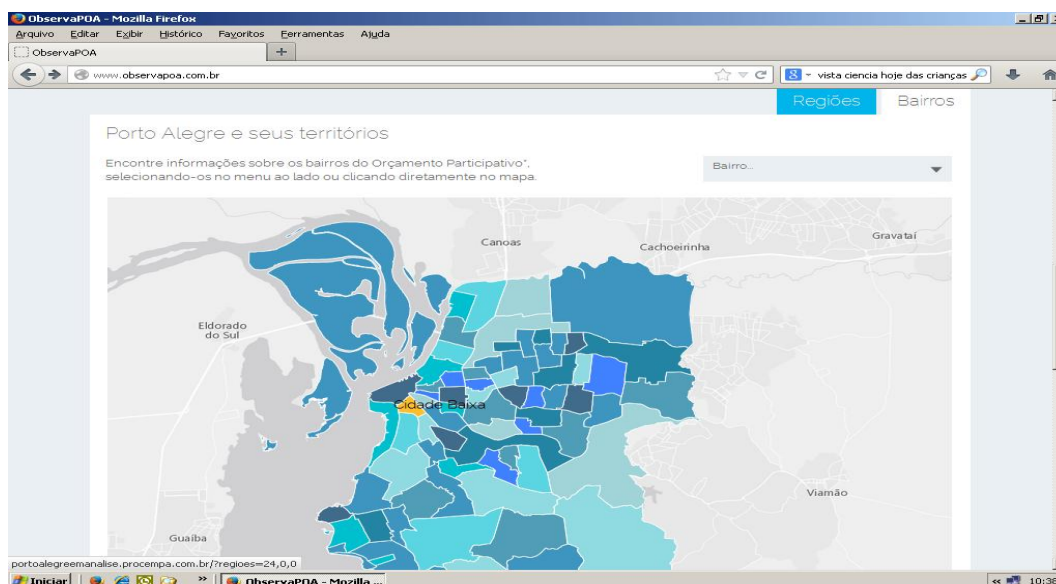 ObservaPOA - Mozilla Firefox
Arquivo Editar Exibir Histórico Favoritos Ferramentas Ajuda
ObservaPOA
www.observapoa.com.br
vista ciencia hoje das crianças
Regiões Bairros
Porto Alegre e seus territórios
Encontre informações sobre os bairros do Orçamento Participativo*,
selecionando-os no menu ao lado ou clicando diretamente no mapa.
Bairro...
Canoas
Cachoeirinha
Gravataí
Eldorado
do Sul
Cidade Baixa
Viamão
Guaíba
portoalegreemanalise.procempa.com.br/?regioes=24,0,0
Iniciar
ObservaPOA - Mozilla ...